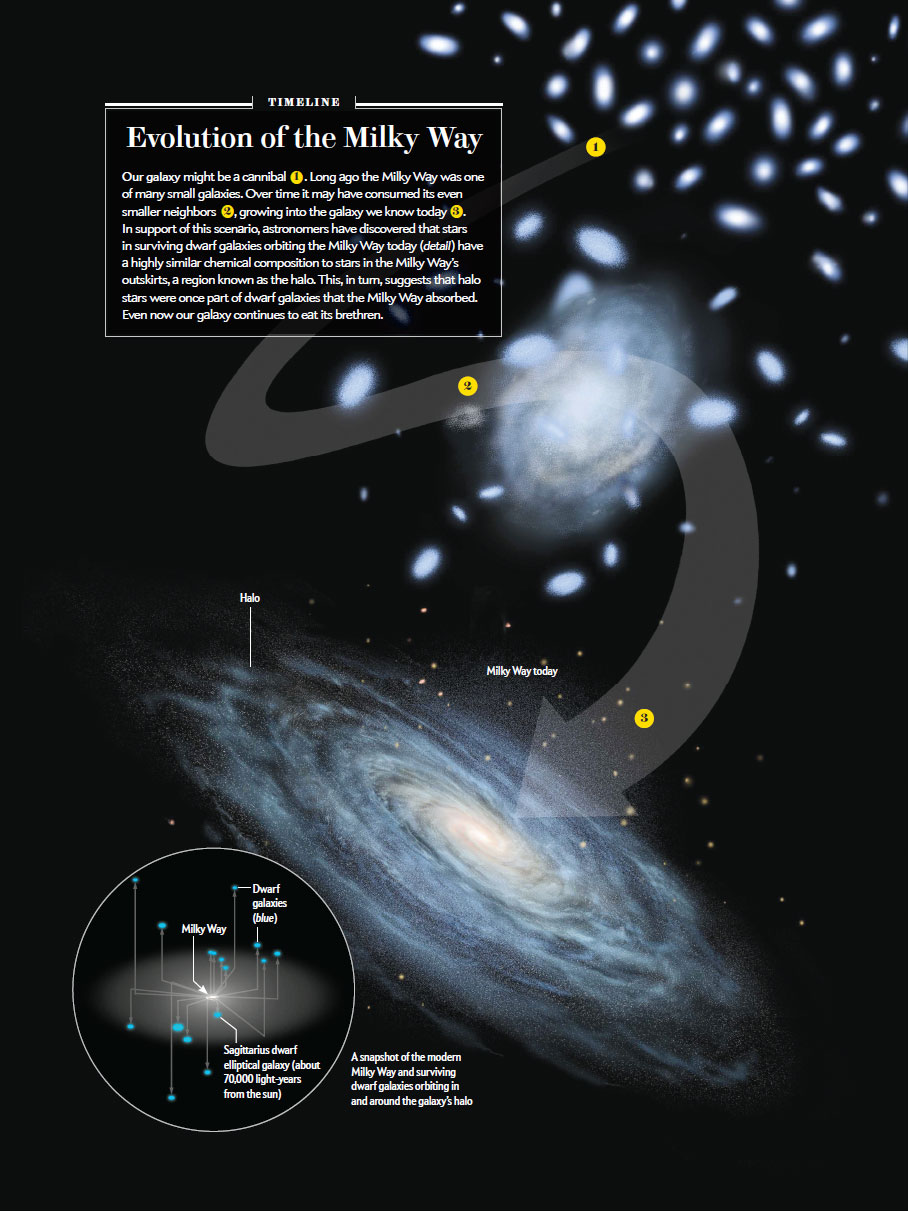 TIMELINE
Evolution of the Milky Way
Our galaxy might be a cannibal 1. Long ago the Milky Way was one
of many small galaxies. Over time it may have consumed its even
smaller neighbors 2, growing into the galaxy we know today 3.
In support of this scenario, astronomers have discovered that stars
in surviving dwarf galaxies orbiting the Milky Way today (detail) have
a highly similar chemical composition to stars in the Milky Way's
outskirts, a region known as the halo. This, in turn, suggests that halo
stars were once part of dwarf galaxies that the Milky Way absorbed.
Even now our galaxy continues to eat its brethren.
1
2
Halo
Milky Way today
3
Dwarf
galaxies
(blue)
Milky Way
Sagittarius dwarf
elliptical galaxy (about
70,000 light-years
from the sun)
A snapshot of the modern
Milky Way and surviving
dwarf galaxies orbiting in
and around the galaxy's halo